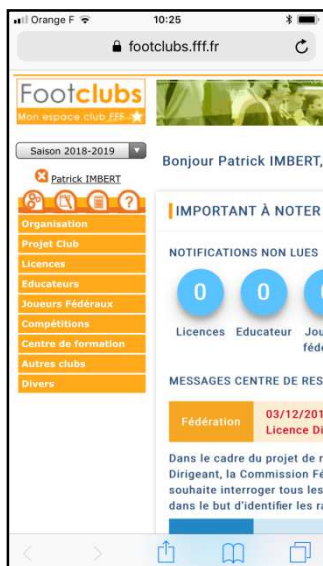 Orange F
10:25
footclubs.fff.fr
Footclubs
Mon espace club FFF
Saison 2018-2019
Patrick IMBERT
?
Organisation
Projet Club
Licences
Educateurs
Joueurs Fédéraux
Compétitions
Centre de formation
Autres clubs
Divers
Bonjour Patrick IMBERT,
IMPORTANT À NOTER
NOTIFICATIONS NON LUES
0 0
Licences Educateur Jou
féd
MESSAGES CENTRE DE RES
Fédération
03/12/201
Licence Di
Dans le cadre du projet de r
Dirigeant, la Commission Fé
souhaite interroger tous les
dans le but d'identifier les ra